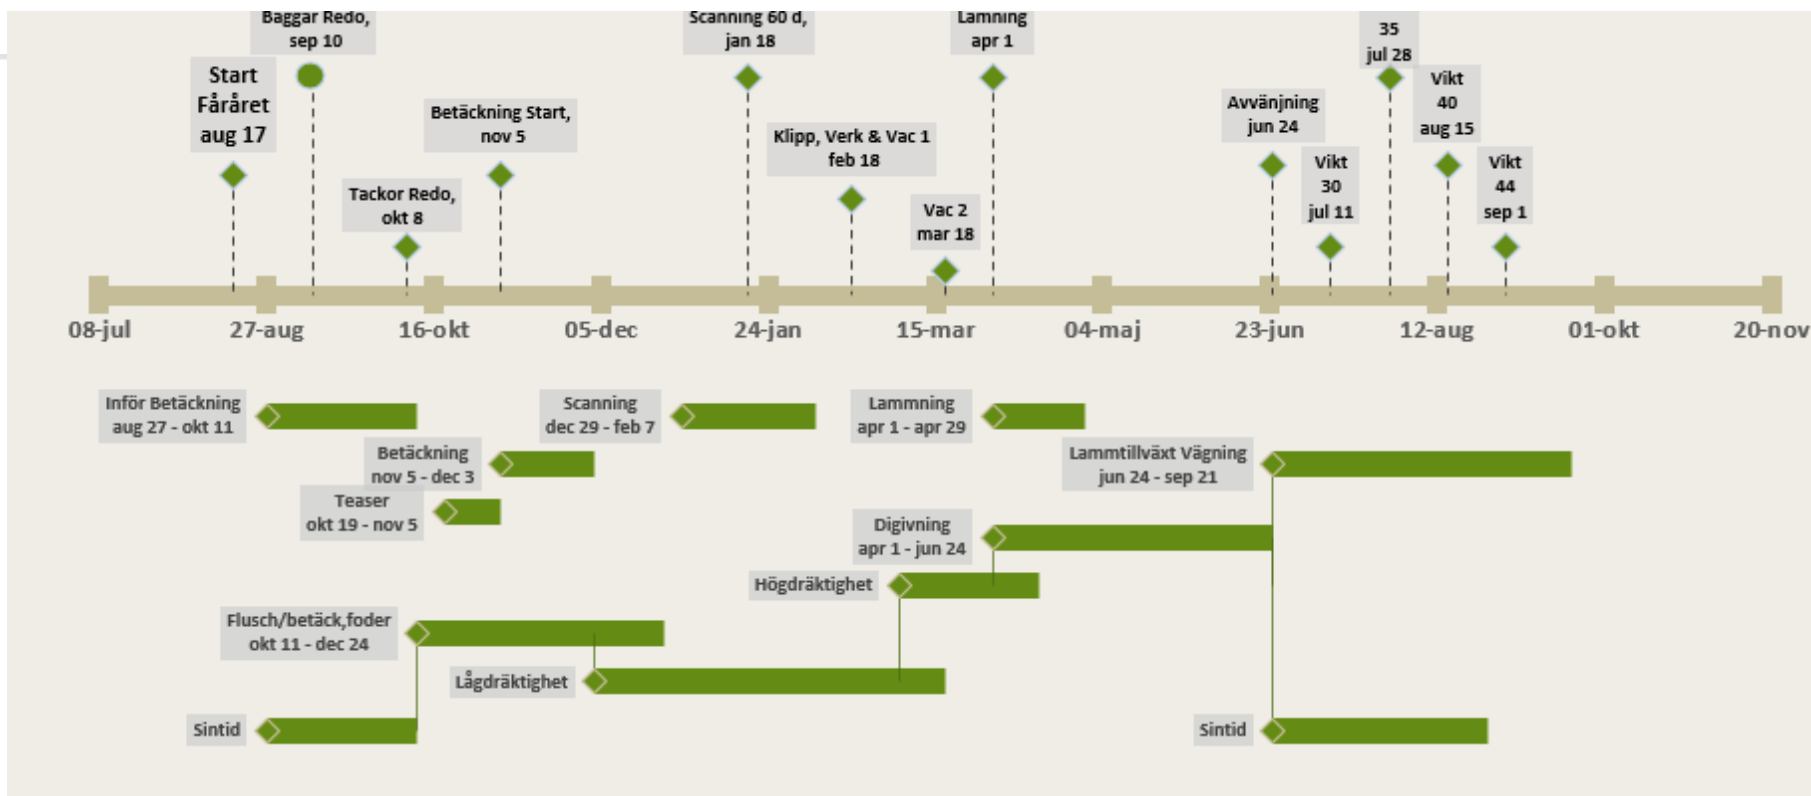 Baggar Redo,
sep 10
Scanning 60 d,
jan 18
Lamning
apr 1
35
jul 28
Start
Fåråret
aug 17
Vikt
40
aug 15
Betäckning Start,
nov 5
Avvänjning
jun 24
Klipp, Verk & Vac 1
feb 18
Vikt
30
jul 11
Vikt
44
sep 1
Tackor Redo,
okt 8
Vac 2
mar 18
08-jul
27-aug
16-okt
05-dec
24-jan
15-mar
04-maj
23-jun
12-aug
01-okt
20-nov
Inför Betäckning
aug 27 - okt 11
Scanning
dec 29 - feb 7
Lammning
apr 1 - apr 29
Betäckning
nov 5 - dec 3
Lammtillväxt Vägning
jun 24 - sep 21
Teaser
okt 19 - nov 5
Digivning
apr 1 - jun 24
Högdräktighet
Flusch/betäck,foder
okt 11 - dec 24
Lågdräktighet
Sintid
Sintid